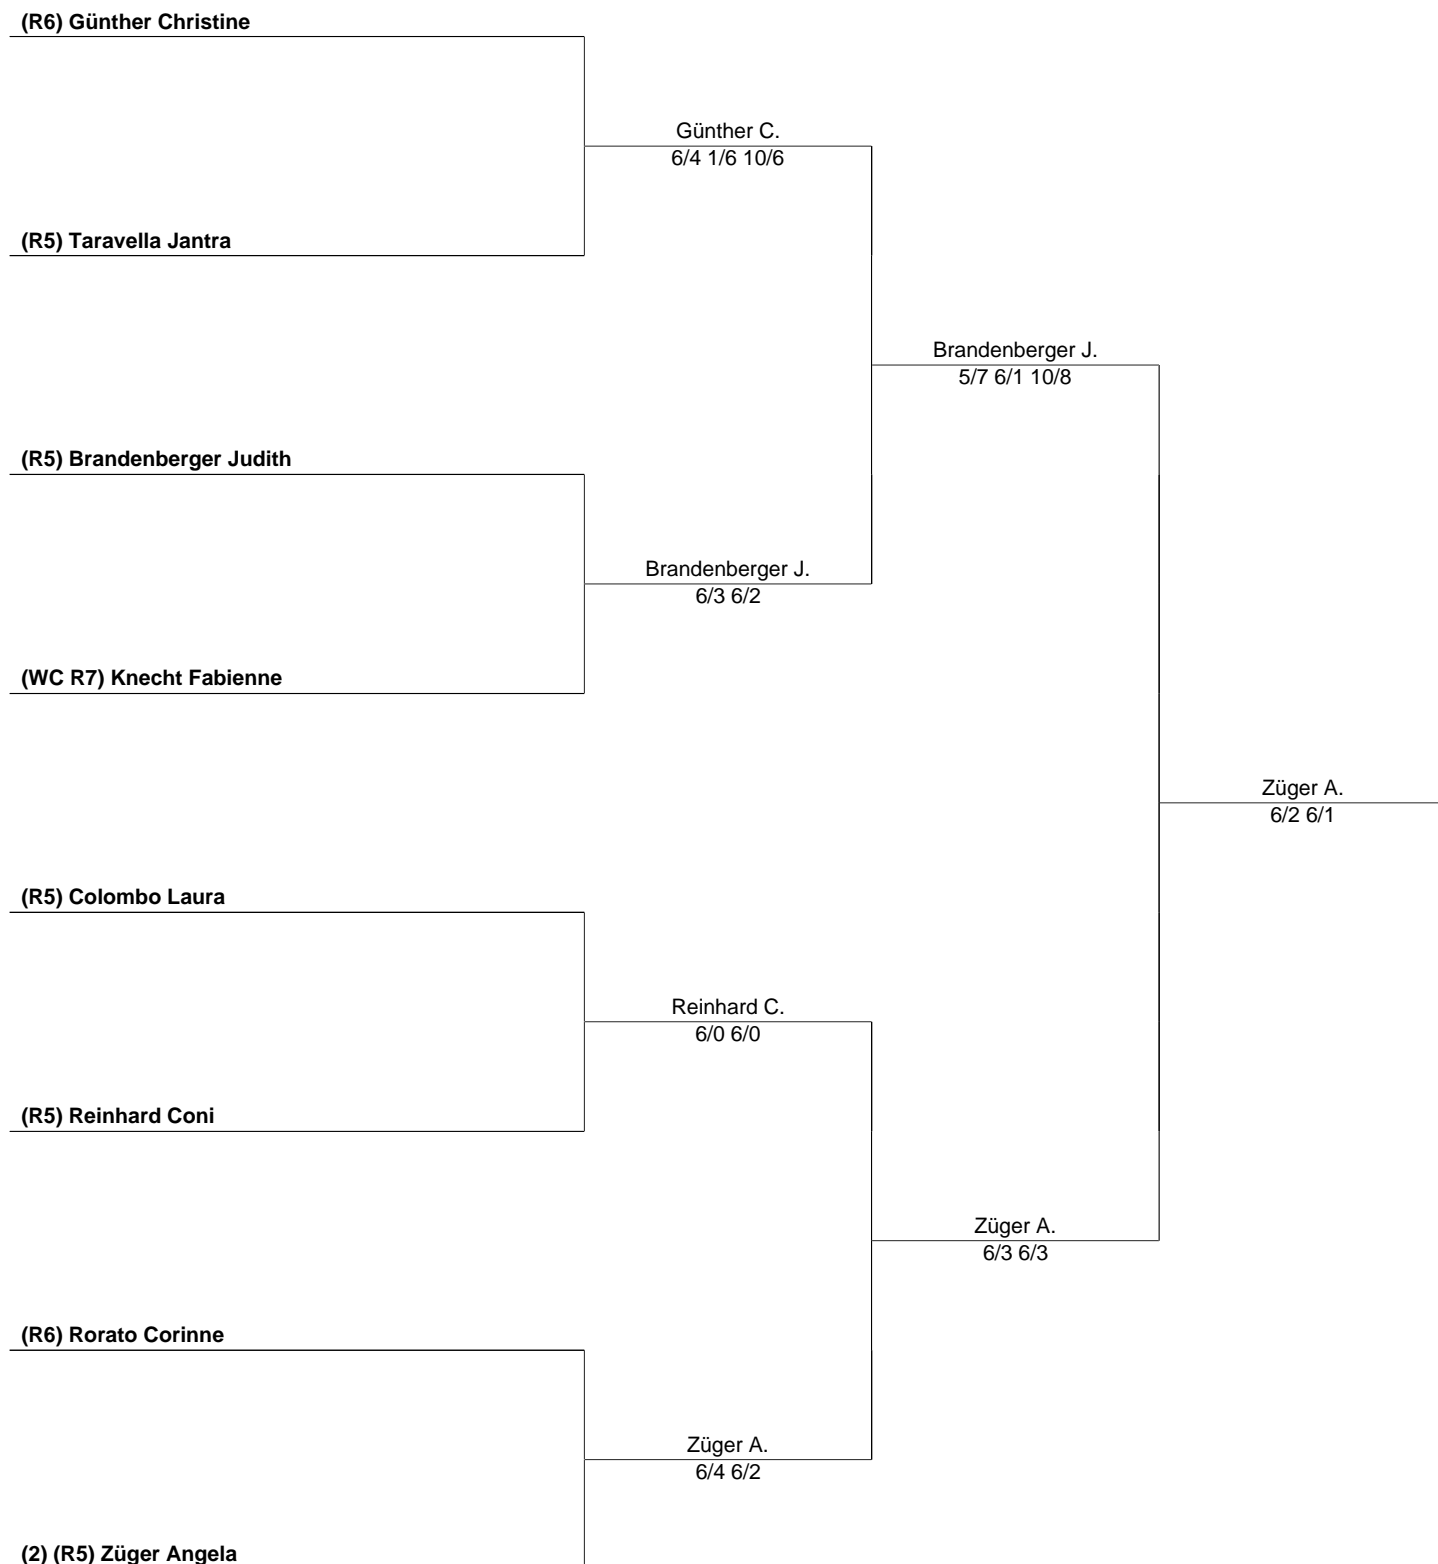 (R6) Günther Christine
Günther C.
6/4 1/6 10/6
(R5) Taravella Jantra
Brandenberger J.
5/7 6/1 10/8
(R5) Brandenberger Judith
Brandenberger J.
6/3 6/2
(WC R7) Knecht Fabienne
Züger A.
6/2 6/1
(R5) Colombo Laura
Reinhard C.
6/0 6/0
(R5) Reinhard Coni
Züger A.
6/3 6/3
(R6) Rorato Corinne
Züger A.
6/4 6/2
(2) (R5) Züger Angela